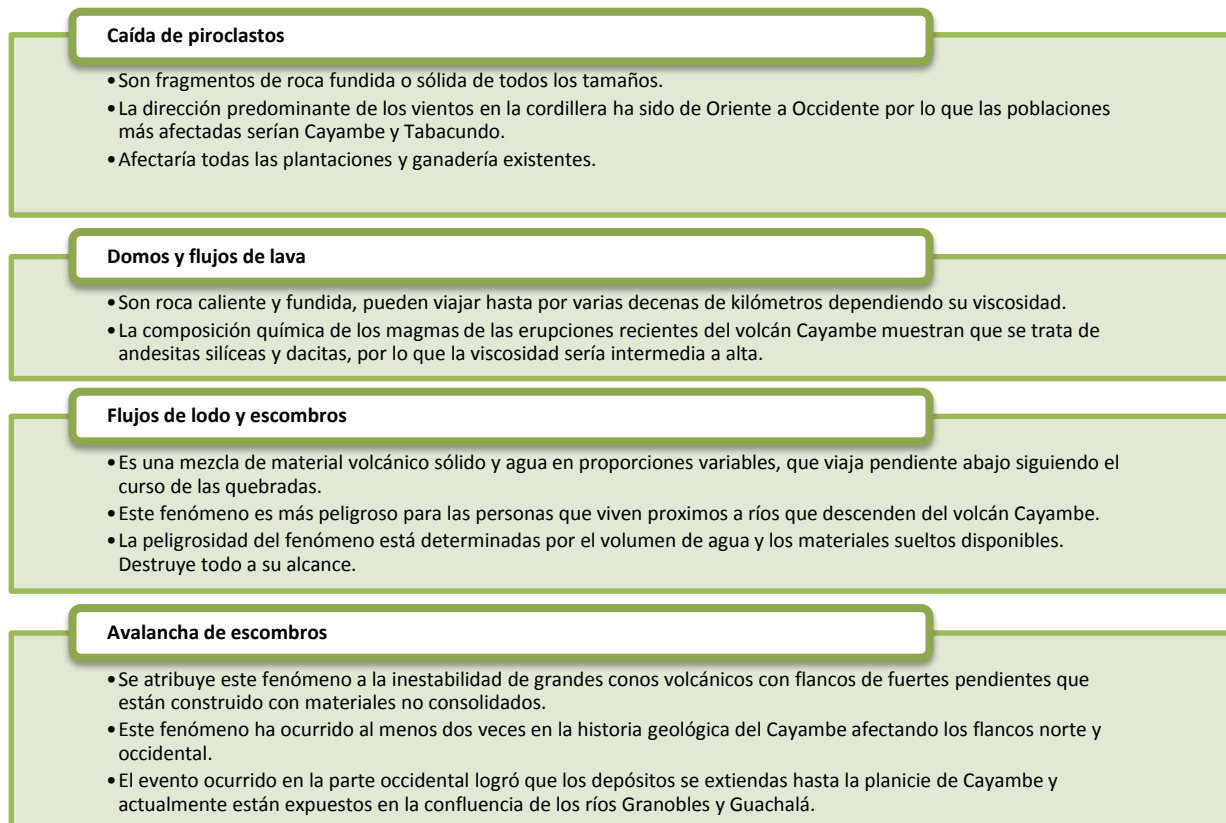 Caída de piroclastos
•Son fragmentos de roca fundida o sólida de todos los tamaños.
•La dirección predominante de los vientos en la cordillera ha sido de Oriente a Occidente por lo que las poblaciones
más afectadas serían Cayambe y Tabacundo.
•Afectaría todas las plantaciones y ganadería existentes.
Domos y flujos de lava
•Son roca caliente y fundida, pueden viajar hasta por varias decenas de kilómetros dependiendo su viscosidad.
•La composición química de los magmas de las erupciones recientes del volcán Cayambe muestran que se trata de
andesitas silíceas y dacitas, por lo que la viscosidad sería intermedia a alta.
Flujos de lodo y escombros
•Es una mezcla de material volcánico sólido y agua en proporciones variables, que viaja pendiente abajo siguiendo el
curso de las quebradas.
•Este fenómeno es más peligroso para las personas que viven proximos a ríos que descenden del volcán Cayambe.
•La peligrosidad del fenómeno está determinadas por el volumen de agua y los materiales sueltos disponibles.
Destruye todo a su alcance.
Avalancha de escombros
•Se atribuye este fenómeno a la inestabilidad de grandes conos volcánicos con flancos de fuertes pendientes que
están construido con materiales no consolidados.
•Este fenómeno ha ocurrido al menos dos veces en la historia geológica del Cayambe afectando los flancos norte y
occidental.
•El evento ocurrido en la parte occidental logró que los depósitos se extiendas hasta la planicie de Cayambe y
actualmente están expuestos en la confluencia de los ríos Granobles y Guachalá.